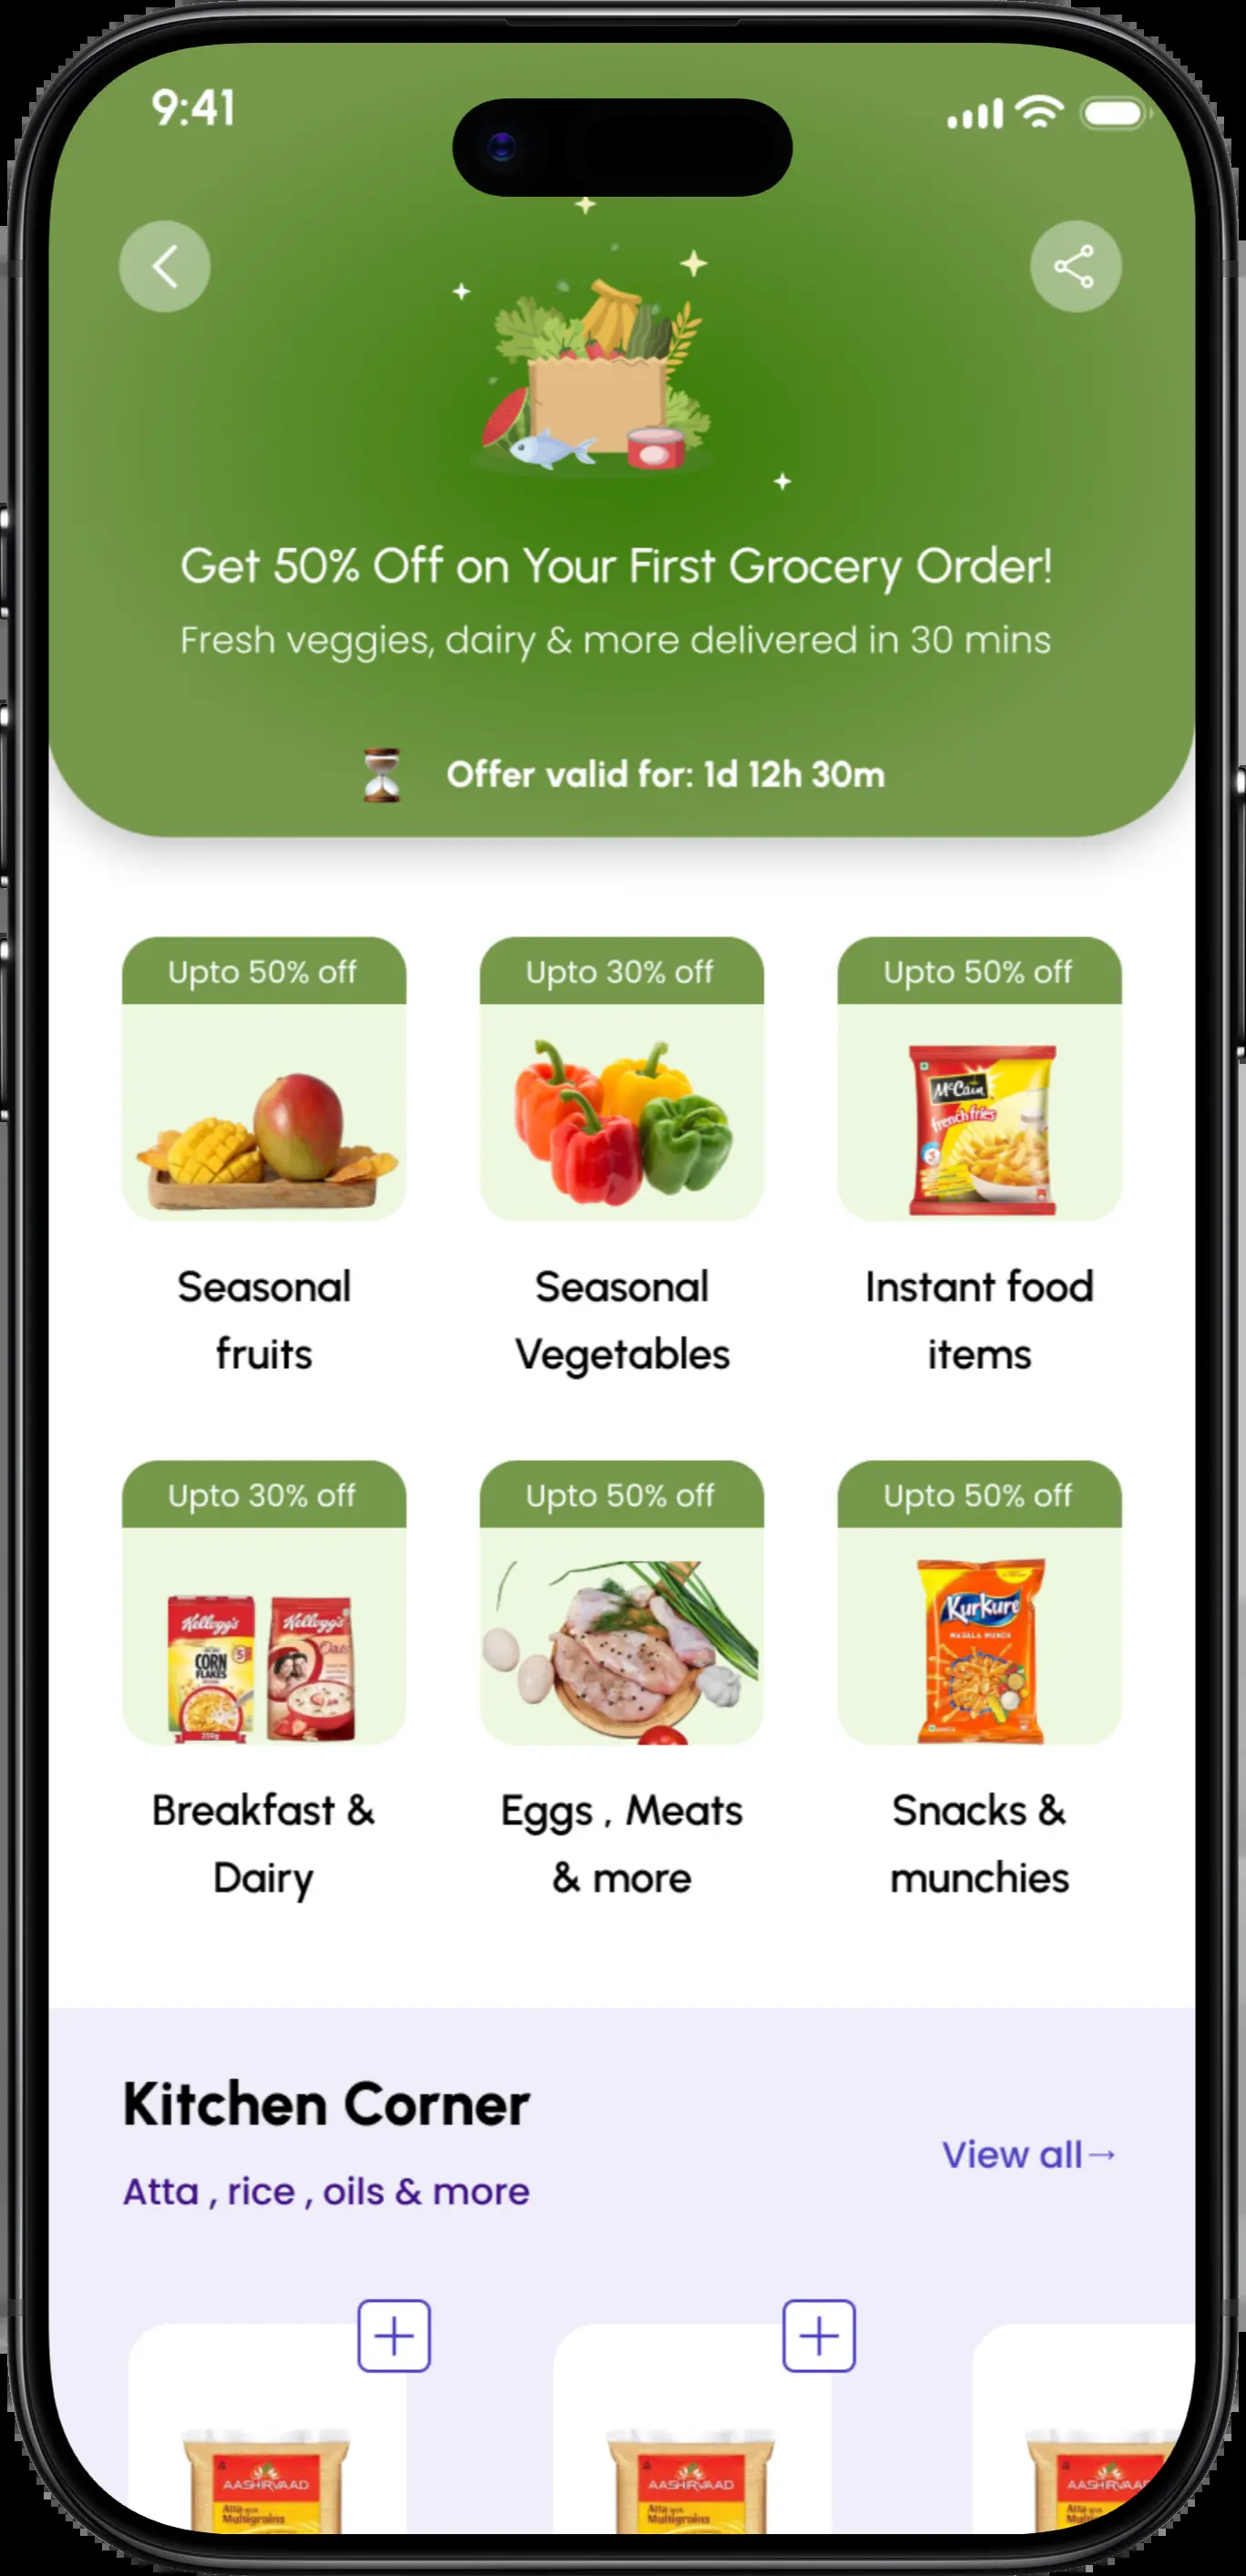 9:41
Get 50% Off on Your First Grocery Order!
Fresh veggies, dairy & more delivered in 30 mins
Offer valid for: 1d 12h 30m
Upto 50% off
Upto 30% off
Upto 50% off
McCain
french fries
Seasonal
fruits
Seasonal
Vegetables
Instant food
items
Upto 30% off
Upto 50% off
Upto 50% off
Kellogg's
CORN
FLAKES
Kellogg's
Oats
Kurkure
MASALA MUNCH
Breakfast &
Dairy
Eggs , Meats
& more
Snacks &
munchies
Kitchen Corner
Atta , rice , oils & more
View all→
AASHIRVAAD
Atta with
Multigrains
AASHIRVAAD
Atta with
Multigrains
AASHIRVAA
Atta with
Multigrains